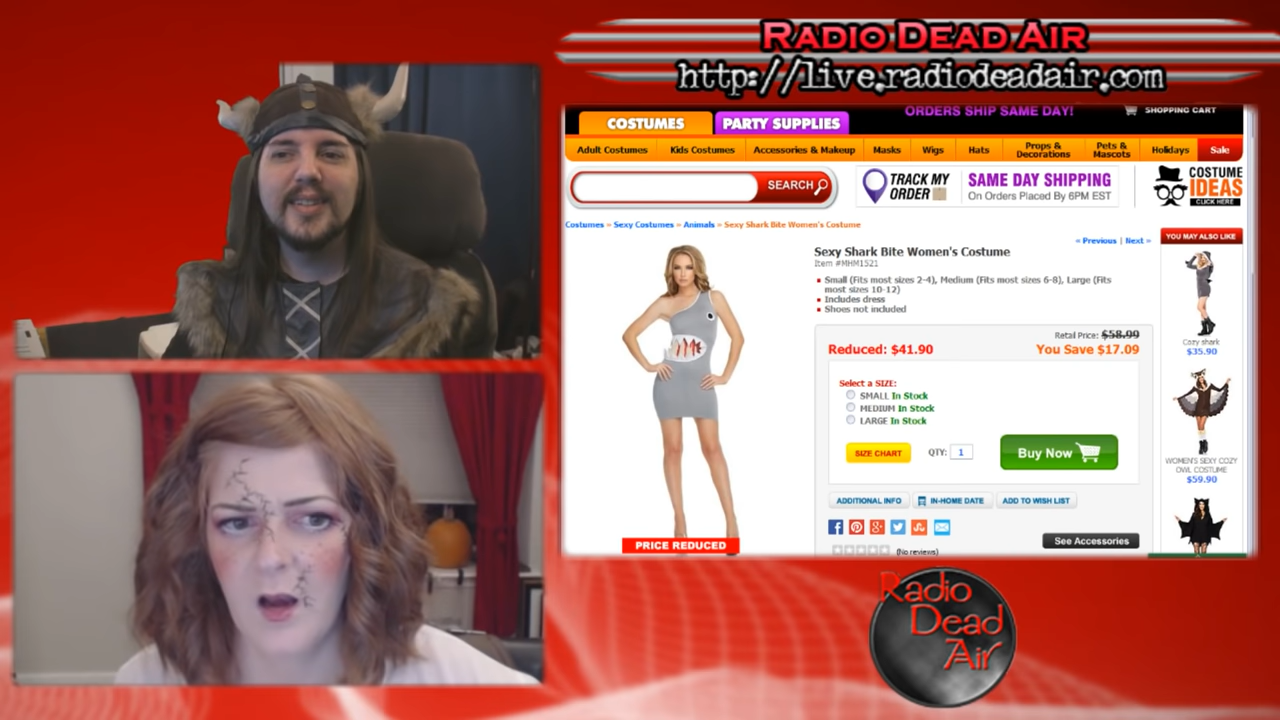 RADIO DEAD AIR
http://live.radiodeadair.com
ORDERS SHIP SAME DAY!
SHOPPING CART
COSTUMES
PARTY SUPPLIES
Adult Costumes
Kids Costumes
Accessories & Makeup
Masks
Wigs
Hats
Props &
Decorations
Pets &
Mascots
Holidays
Sale
SEARCH
TRACK MY
ORDER
SAME DAY SHIPPING
On Orders Placed By 6PM EST
COSTUME
IDEAS
CLICK HERE
Costumes » Sexy Costumes » Animals » Sexy Shark Bite Women's Costume
« Previous | Next »
YOU MAY ALSO LIKE
Sexy Shark Bite Women's Costume
Item #MHM1521
Small (Fits most sizes 2-4), Medium (Fits most sizes 6-8), Large (Fits
most sizes 10-12)
Includes dress
Shoes not included
Retail Price: $58.99
Reduced: $41.90
You Save $17.09
Select a SIZE:
SMALL In Stock
MEDIUM In Stock
LARGE In Stock
SIZE CHART
QTY: 1
Buy Now
ADDITIONAL INFO
IN-HOME DATE
ADD TO WISH LIST
See Accessories
(No reviews)
PRICE REDUCED
Cozy shark
$35.90
WOMEN'S SEXY COZY
OWL COSTUME
$59.90
Radio
Dead
Air